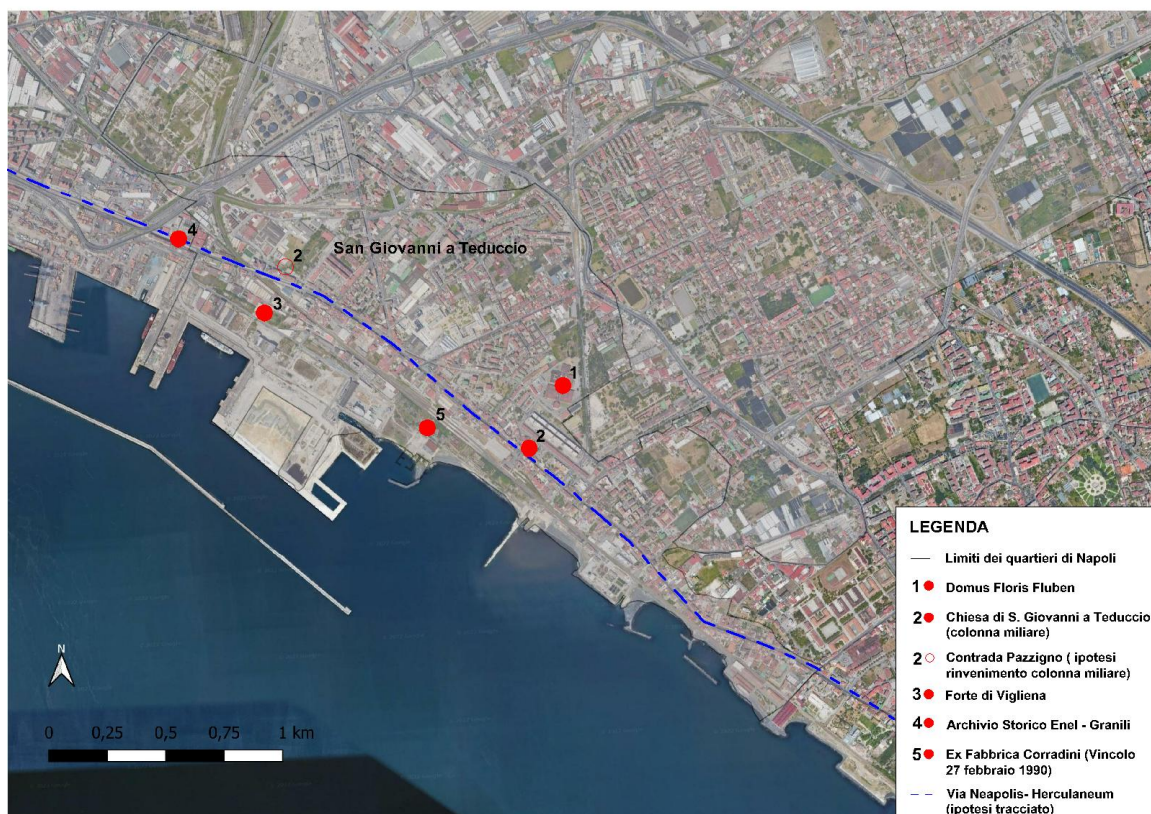 4
2
San Giovanni a Teduccio
3
1
5
2
N
0 0,25 0,5 0,75 1 km
LEGENDA
Limiti dei quartieri di Napoli
1 Domus Floris Fluben
2 Chiesa di S. Giovanni a Teduccio
(colonna miliare)
2 Contrada Pazzigno ( ipotesi
rinvenimento colonna miliare)
3 Forte di Vigliena
4 Archivio Storico Enel - Granili
5 Ex Fabbrica Corradini (Vincolo
27 febbraio 1990)
Via Neapolis- Herculaneum
(ipotesi tracciato)